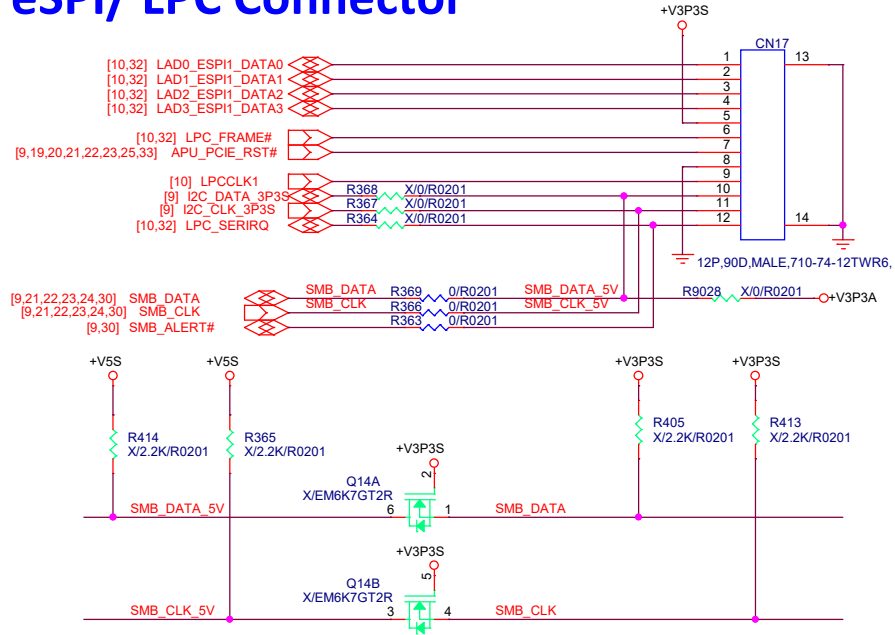 eSPI/ LPC Connector
+V3P3S
CN17
[10,32] LAD0_ESPI1_DATA0 1 13
[10,32] LAD1_ESPI1_DATA1 2
[10,32] LAD2_ESPI1_DATA2 3
[10,32] LAD3_ESPI1_DATA3 4
5
[10,32] LPC_FRAME# 6
[9,19,20,21,22,23,25,33] APU_PCIE_RST# 7
8
[10] LPCCLK1 9
[9] I2C_DATA_3P3S R368 X/0/R0201 10
[9] I2C_CLK_3P3S R367 X/0/R0201 11
[10,32] LPC_SERIRQ R364 X/0/R0201 12 14
12P,90D,MALE,710-74-12TWR6,
[9,21,22,23,24,30] SMB_DATA SMB_DATA R369 0/R0201 SMB_DATA_5V R9028 X/0/R0201 +V3P3A
[9,21,22,23,24,30] SMB_CLK SMB_CLK R366 0/R0201 SMB_CLK_5V
[9,30] SMB_ALERT# R363 0/R0201
+V5S +V5S +V3P3S +V3P3S
R414 R365 R405 R413
X/2.2K/R0201 X/2.2K/R0201 X/2.2K/R0201 X/2.2K/R0201
+V3P3S
Q14A 2
X/EM6K7GT2R
SMB_DATA_5V 6 1 SMB_DATA
+V3P3S
Q14B 5
X/EM6K7GT2R
SMB_CLK_5V 3 4 SMB_CLK